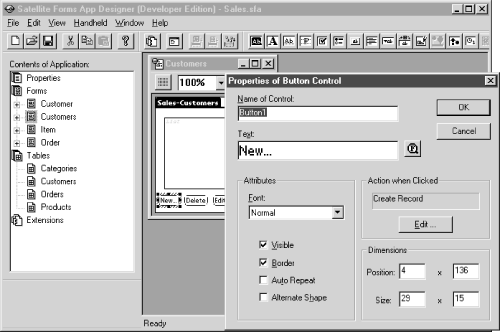 Satellite Forms App Designer (Developer Edition) - Sales.sfa
File Edit View Handheld Window Help
Contents of Application:
Properties
Forms
Customer
Customers
Item
Order
Tables
Categories
Customers
Orders
Products
Extensions
Customers
100%
Sales-Customers
New... Delete Edit
Properties of Button Control
Name of Control:
Button1
OK
Text:
Cancel
New...
Attributes
Action when Clicked
Font:
Create Record
Normal
Edit ...
Visible
Dimensions
Border
Position: 4 x 136
Auto Repeat
Alternate Shape
Size: 29 x 15
Ready